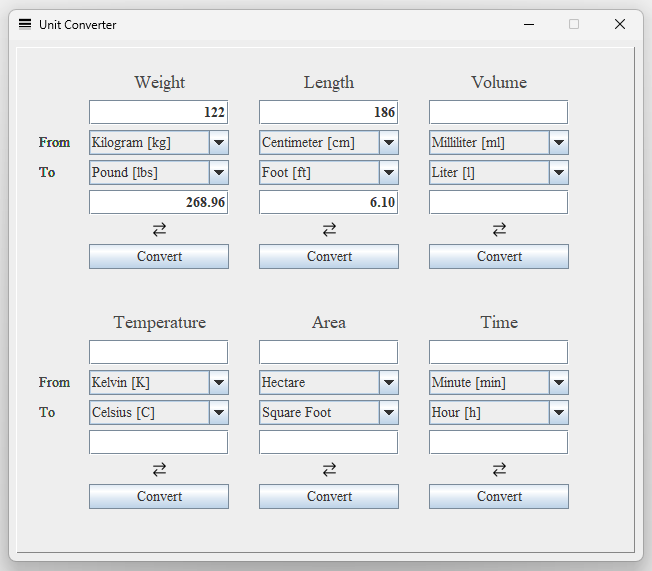 Unit Converter
Weight Length Volume
122 186
From Kilogram [kg] Centimeter [cm] Milliliter [ml]
To Pound [lbs] Foot [ft] Liter [l]
268.96 6.10
Convert Convert Convert
Temperature Area Time
From Kelvin [K] Hectare Minute [min]
To Celsius [C] Square Foot Hour [h]
Convert Convert Convert